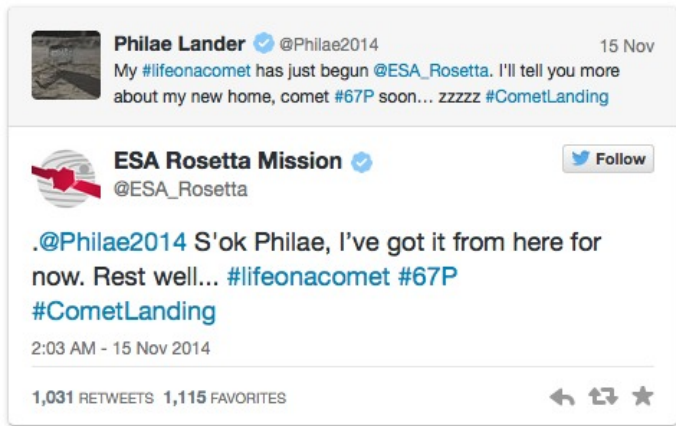 Philae Lander @Philae2014 15 Nov
My #lifeonacomet has just begun @ESA_Rosetta. I'll tell you more
about my new home, comet #67P soon... zzzzz #CometLanding
ESA Rosetta Mission Follow
@ESA_Rosetta
.@Philae2014 S'ok Philae, I've got it from here for
now. Rest well... #lifeonacomet #67P
#CometLanding
2:03 AM - 15 Nov 2014
1,031 RETWEETS 1,115 FAVORITES